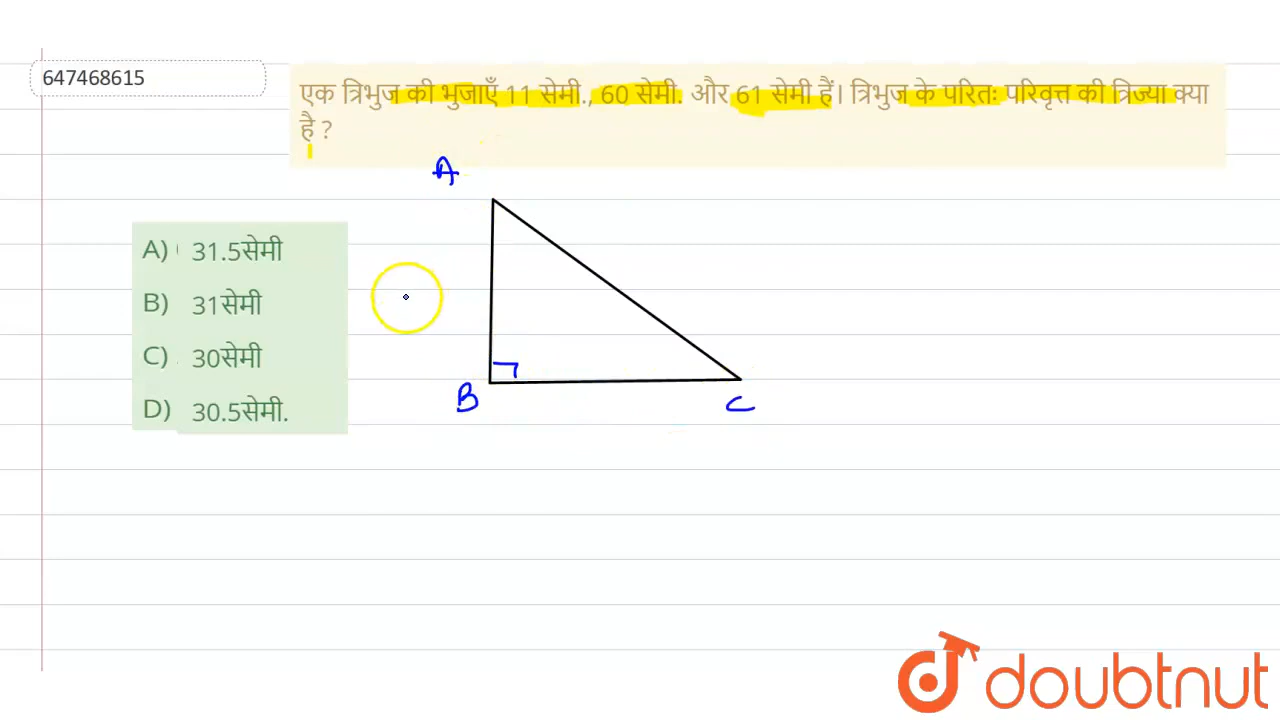 647468615
एक त्रिभुज की भुजाएँ 11 सेमी., 60 सेमी. और 61 सेमी हैं। त्रिभुज के परितः परिवृत्त की त्रिज्या क्या
है ?
A
A) 31.5सेमी
B) 31सेमी
C) 30सेमी
B
C
D) 30.5सेमी.
doubtnut